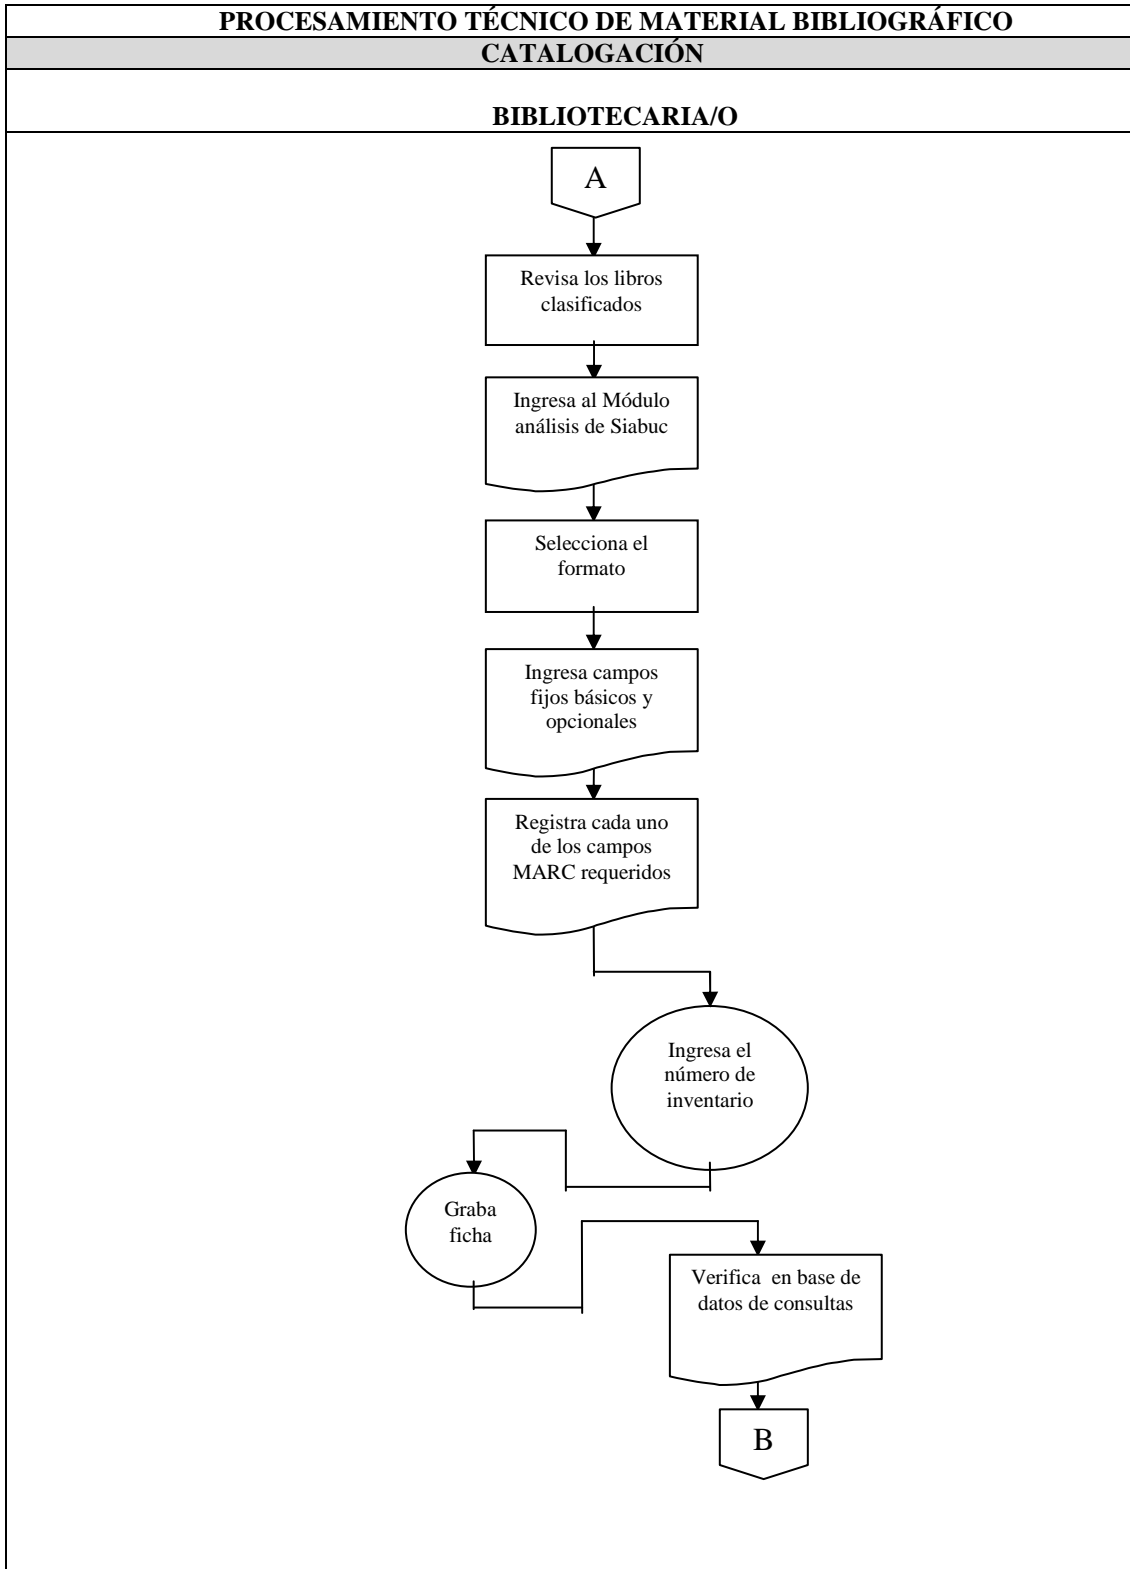 PROCESAMIENTO TÉCNICO DE MATERIAL BIBLIOGRÁFICO
CATALOGACIÓN
BIBLIOTECARIA/O
A
Revisa los libros
clasificados
Ingresa al Módulo
análisis de Siabuc
Selecciona el
formato
Ingresa campos
fijos básicos y
opcionales
Registra cada uno
de los campos
MARC requeridos
Ingresa el
número de
inventario
Graba
ficha
Verifica en base de
datos de consultas
B